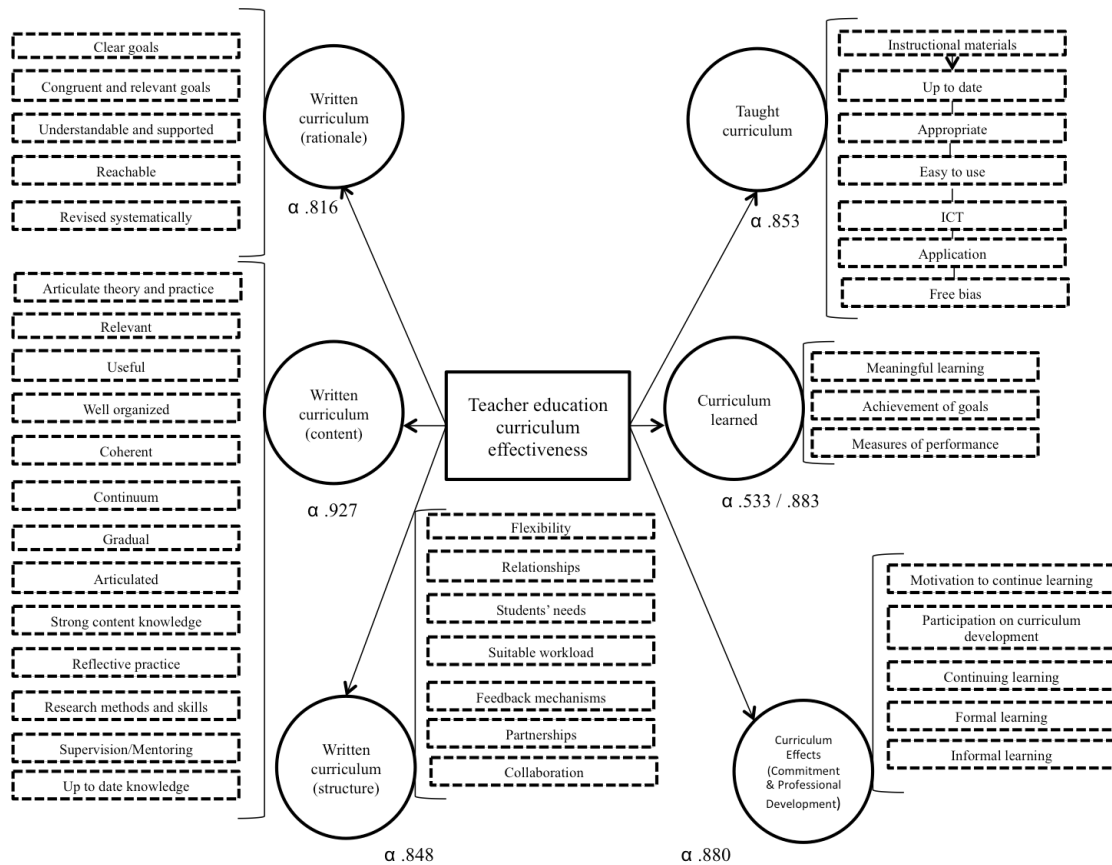 Clear goals
Congruent and relevant goals
Understandable and supported
Reachable
Revised systematically
Written
curriculum
(rationale)
α .816
Articulate theory and practice
Relevant
Useful
Well organized
Coherent
Continuum
Gradual
Articulated
Strong content knowledge
Reflective practice
Research methods and skills
Supervision/Mentoring
Up to date knowledge
Written
curriculum
(content)
α .927
Written
curriculum
(structure)
α .848
Flexibility
Relationships
Students’ needs
Suitable workload
Feedback mechanisms
Partnerships
Collaboration
Teacher education
curriculum
effectiveness
Taught
curriculum
α .853
Instructional materials
Up to date
Appropriate
Easy to use
ICT
Application
Free bias
Curriculum
learned
α .533 / .883
Meaningful learning
Achievement of goals
Measures of performance
Curriculum
Effects
(Commitment
& Professional
Development)
α .880
Motivation to continue learning
Participation on curriculum
development
Continuing learning
Formal learning
Informal learning